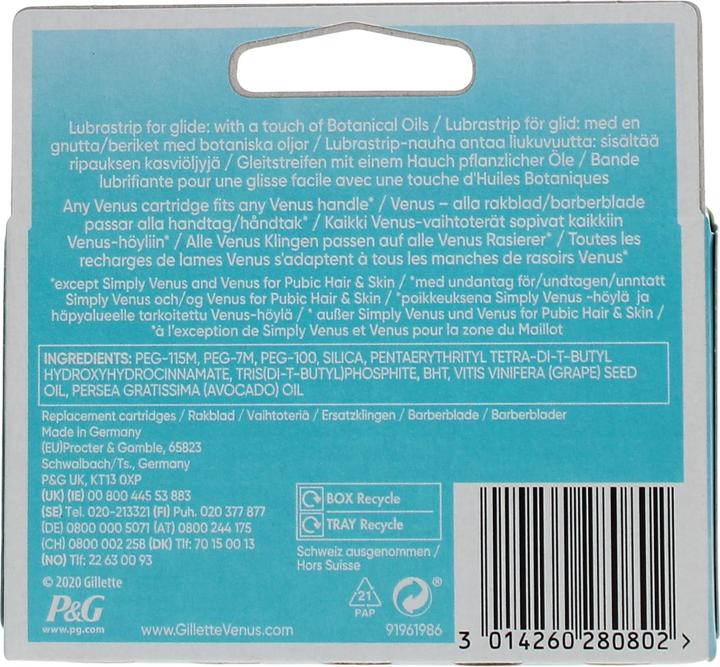 Lubrastrip for glide: with a touch of Botanical Oils / Lubrastrip för glid: med en
gnutta/beriket med botaniska oljor / Lubrastrip-nauha antaa liukuvuutta: sisältää
ripauksen kasviöljyjä / Gleitstreifen mit einem Hauch pflanzlicher Öle / Bande
lubrifiante pour une glisse facile avec une touche d'Huiles Botaniques
Any Venus cartridge fits any Venus handle* / Venus – alla rakblad/barberblade
passar alla handtag/håndtak* / Kaikki Venus-vaihtoterät sopivat kaikkiin
Venus-höyliin* / Alle Venus Klingen passen auf alle Venus Rasierer* / Toutes les
recharges de lames Venus s'adaptent à tous les manches de rasoirs Venus*
*except Simply Venus and Venus for Pubic Hair & Skin / *med undantag för/undtagen/unntatt
Simply Venus och/og Venus for Pubic Hair & Skin / *poikkeuksena Simply Venus -höylä ja
häpyalueelle tarkoitettu Venus-höylä / * außer Simply Venus und Venus for Pubic Hair & Skin /
*à l'exception de Simply Venus et Venus pour la zone du Maillot
INGREDIENTS: PEG-115M, PEG-7M, PEG-100, SILICA, PENTAERYTHRITYL TETRA-DI-T-BUTYL
HYDROXYHYDROCINNAMATE, TRIS(DI-T-BUTYL)PHOSPHITE, BHT, VITIS VINIFERA (GRAPE) SEED
OIL, PERSEA GRATISSIMA (AVOCADO) OIL
Replacement cartridges / Rakblad / Vaihtoteriä / Ersatzklingen / Barberblade / Barberblader
Made in Germany
(EU)Procter & Gamble, 65823
Schwalbach/Ts., Germany
P&G UK, KT13 0XP
(UK) (IE) 00 800 445 53 883
(SE) Tel. 020-213321 (FI) Puh. 020 377 877
(DE) 0800 000 5071 (AT) 0800 244 175
(CH) 0800 002 258 (DK) Tlf: 70 15 00 13
(NO) Tlf: 22 63 00 93
BOX Recycle
TRAY Recycle
Schweiz ausgenommen /
Hors Suisse
© 2020 Gillette
P&G
www.pg.com
www.GilletteVenus.com
21
PAP
®
91961986
3 014260 280802 >